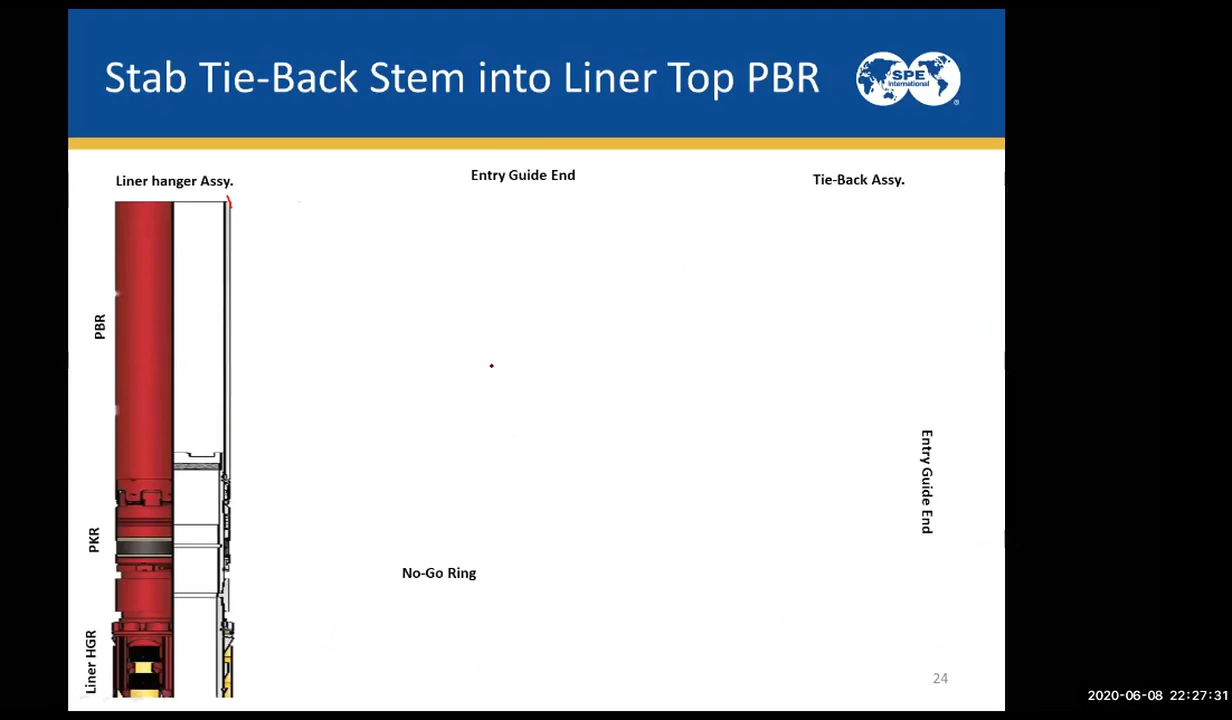 Stab Tie-Back Stem into Liner Top PBR
SPE
International
®
Liner hanger Assy.
Entry Guide End
Tie-Back Assy.
PBR
Entry Guide End
PKR
No-Go Ring
Liner HGR
24
2020-06-08 22:27:31